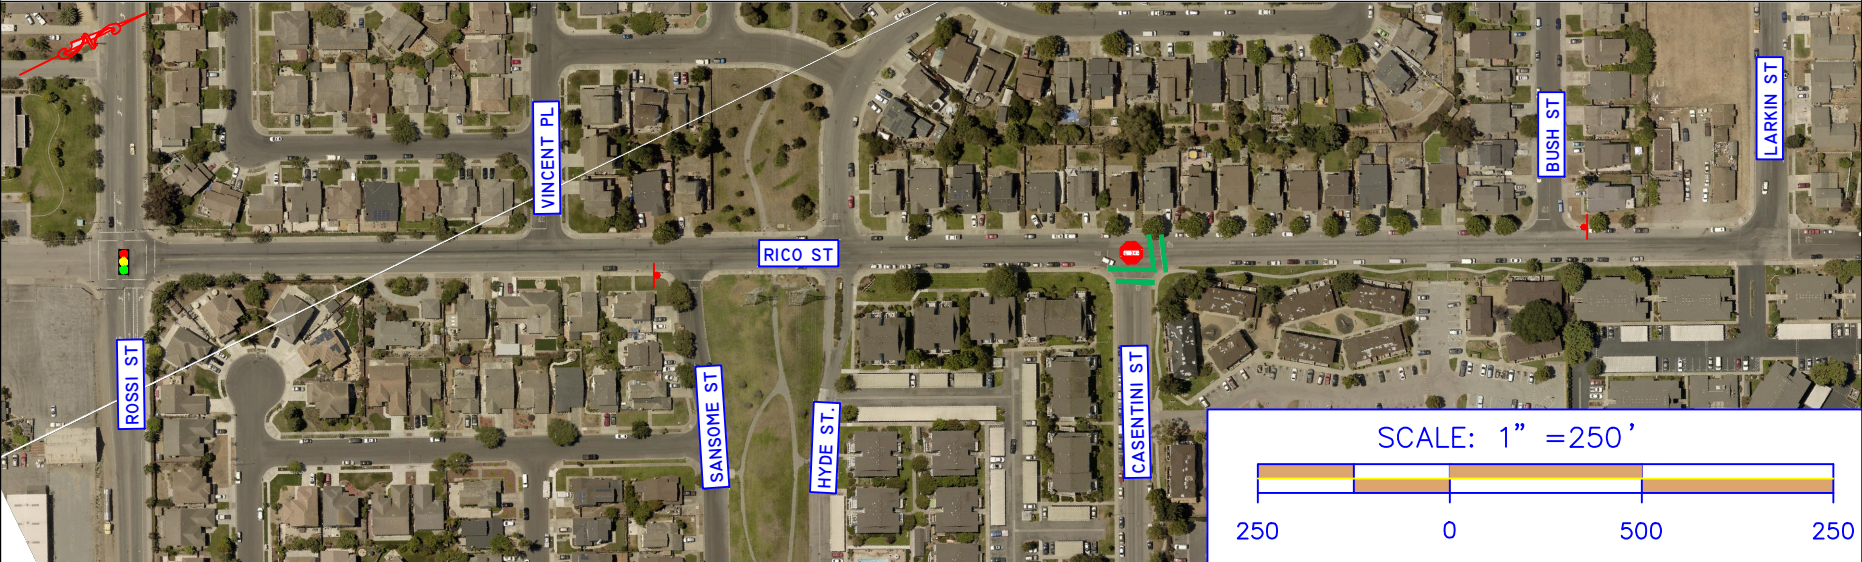 VINCENT PL
BUSH ST
LARKIN ST
RICO ST
ROSSI ST
SANSOME ST
HYDE ST.
CASENTINI ST
SCALE: 1" =250'
250 0 500 250